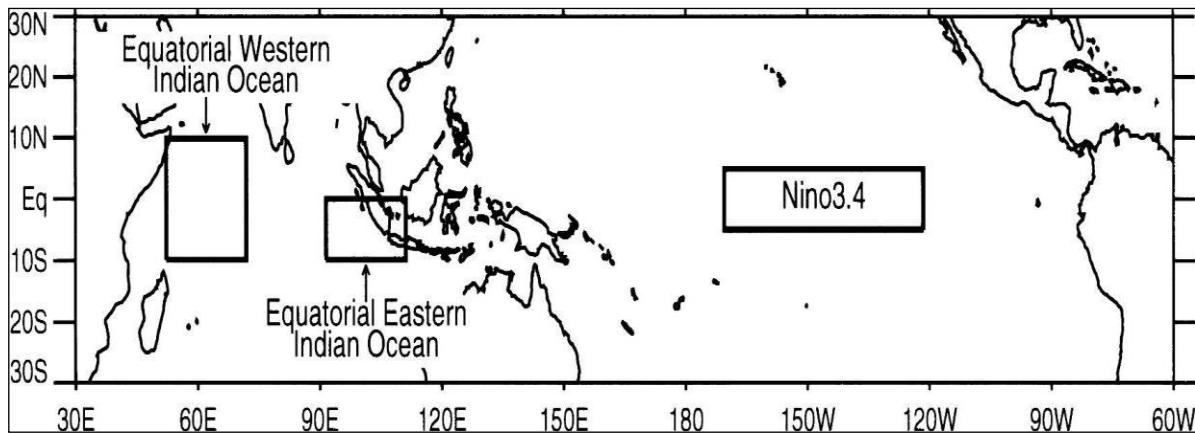 30N
Equatorial Western
Indian Ocean
20N
10N
Eq
Nino3.4
10S
Equatorial Eastern
Indian Ocean
20S
30S
30E 60E 90E 120E 150E 180 150W 120W 90W 60W